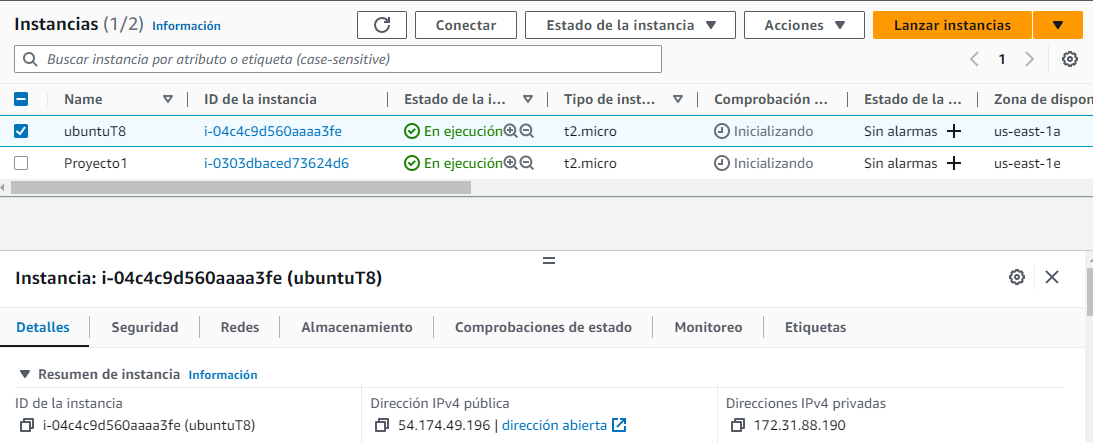 Instancias (1/2) Información Conectar Estado de la instancia Acciones Lanzar instancias
Buscar instancia por atributo o etiqueta (case-sensitive) 1
Name ID de la instancia Estado de la i... Tipo de inst... Comprobación ... Estado de la ... Zona de dispon
ubuntuT8 i-04c4c9d560aaaa3fe En ejecución t2.micro Inicializando Sin alarmas us-east-1a
Proyecto1 i-0303dbaced73624d6 En ejecución t2.micro Inicializando Sin alarmas us-east-1e
Instancia: i-04c4c9d560aaaa3fe (ubuntuT8)
Detalles Seguridad Redes Almacenamiento Comprobaciones de estado Monitoreo Etiquetas
Resumen de instancia Información
ID de la instancia Dirección IPv4 pública Direcciones IPv4 privadas
i-04c4c9d560aaaa3fe (ubuntuT8) 54.174.49.196 | dirección abierta 172.31.88.190